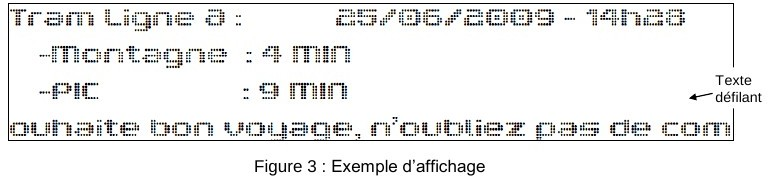 Tram Ligne a : 25/06/2009 - 14h28
-Montagne : 4 MIN
-PIC : 9 MIN
Texte défilant
ouhaite bon voyage, n'oubliez pas de com
Figure 3 : Exemple d'affichage